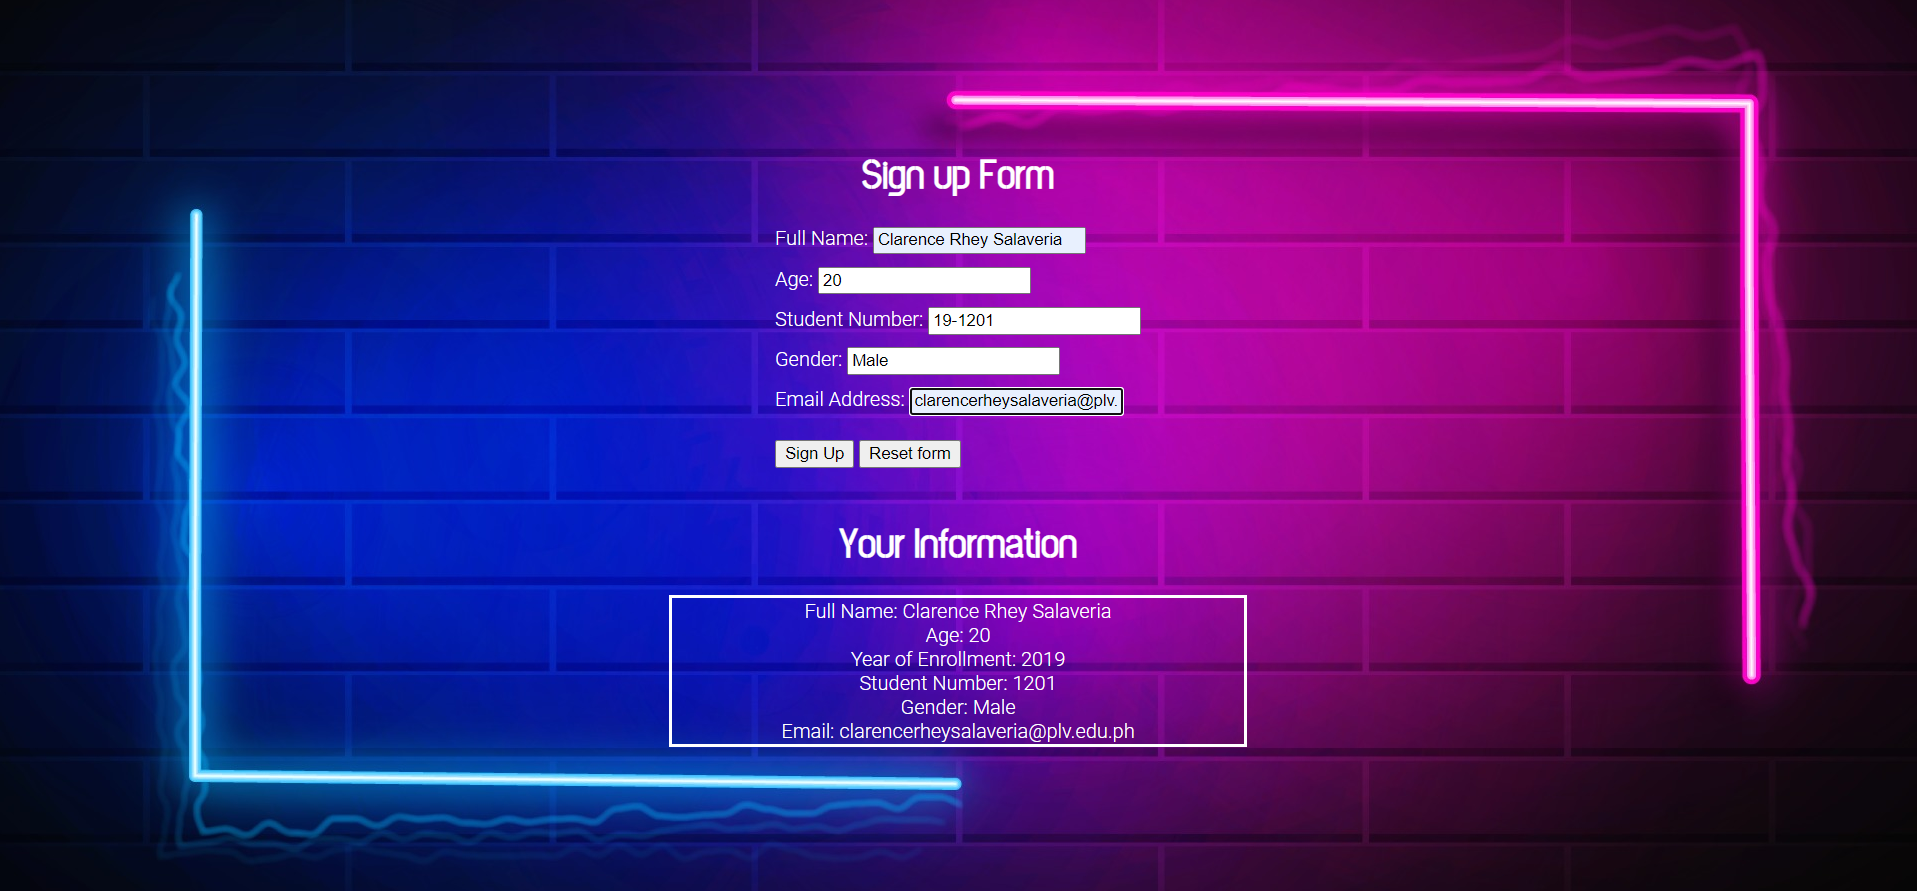 Sign up Form
Full Name: Clarence Rhey Salaveria
Age: 20
Student Number: 19-1201
Gender: Male
Email Address: clarencerheysalaveria@plv.
Sign Up Reset form
Your Information
Full Name: Clarence Rhey Salaveria
Age: 20
Year of Enrollment: 2019
Student Number: 1201
Gender: Male
Email: clarencerheysalaveria@plv.edu.ph